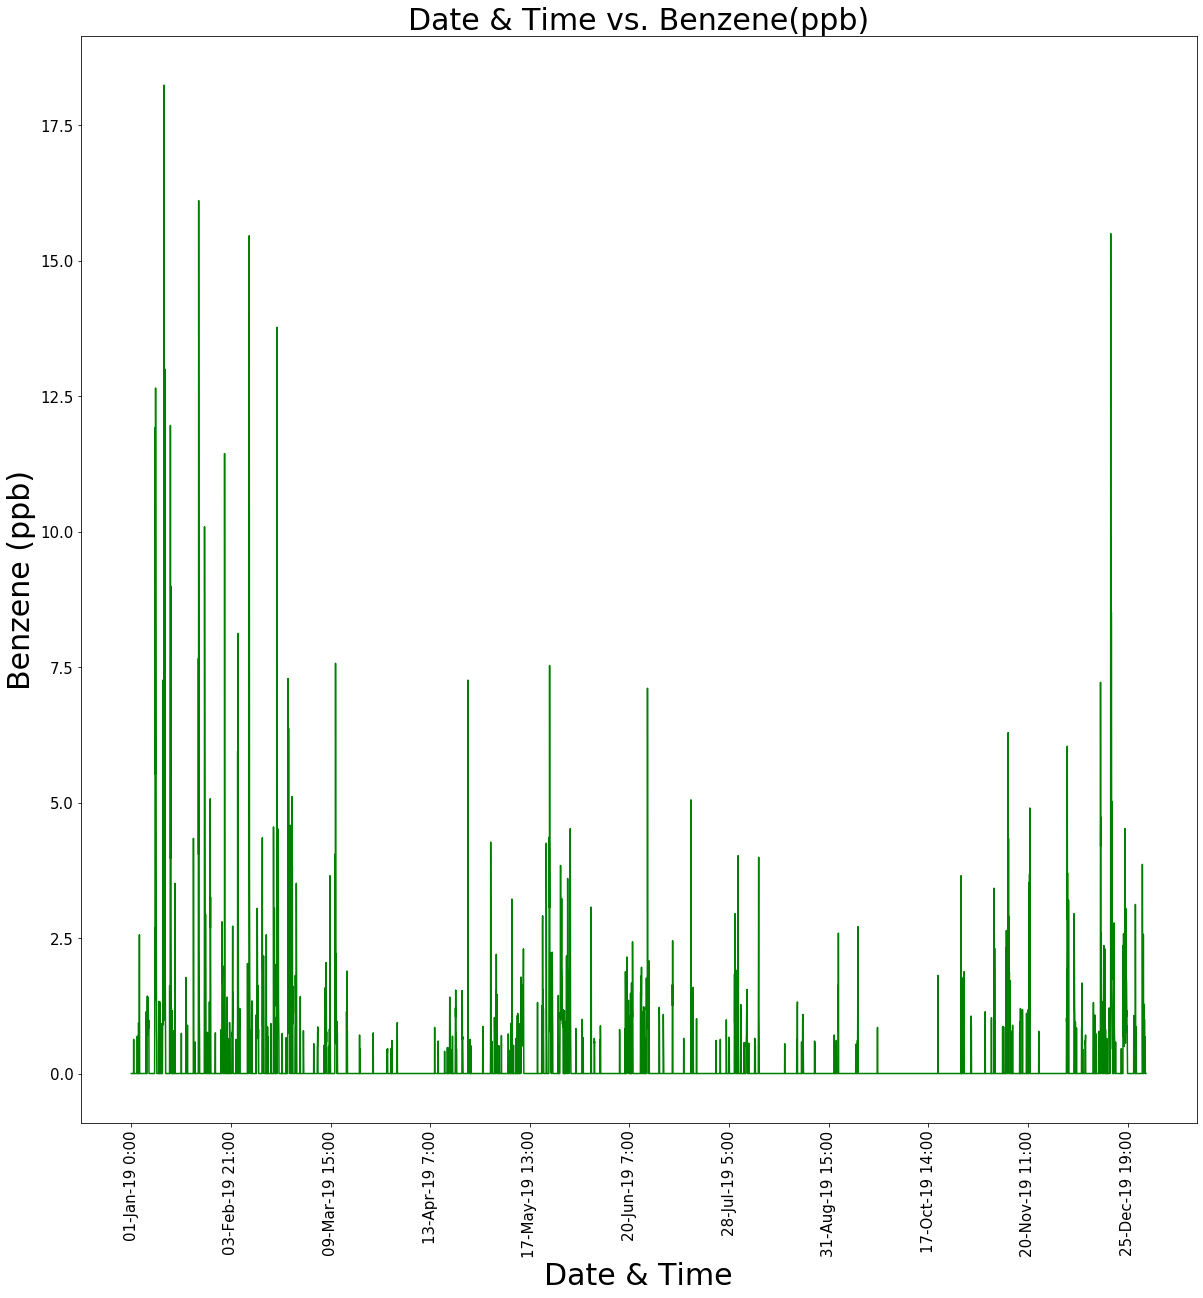 Date & Time vs. Benzene(ppb)
Benzene (ppb)
17.5
15.0
12.5
10.0
7.5
5.0
2.5
0.0
01-Jan-19 0:00
03-Feb-19 21:00
09-Mar-19 15:00
13-Apr-19 7:00
17-May-19 13:00
20-Jun-19 7:00
28-Jul-19 5:00
31-Aug-19 15:00
17-Oct-19 14:00
20-Nov-19 11:00
25-Dec-19 19:00
Date & Time